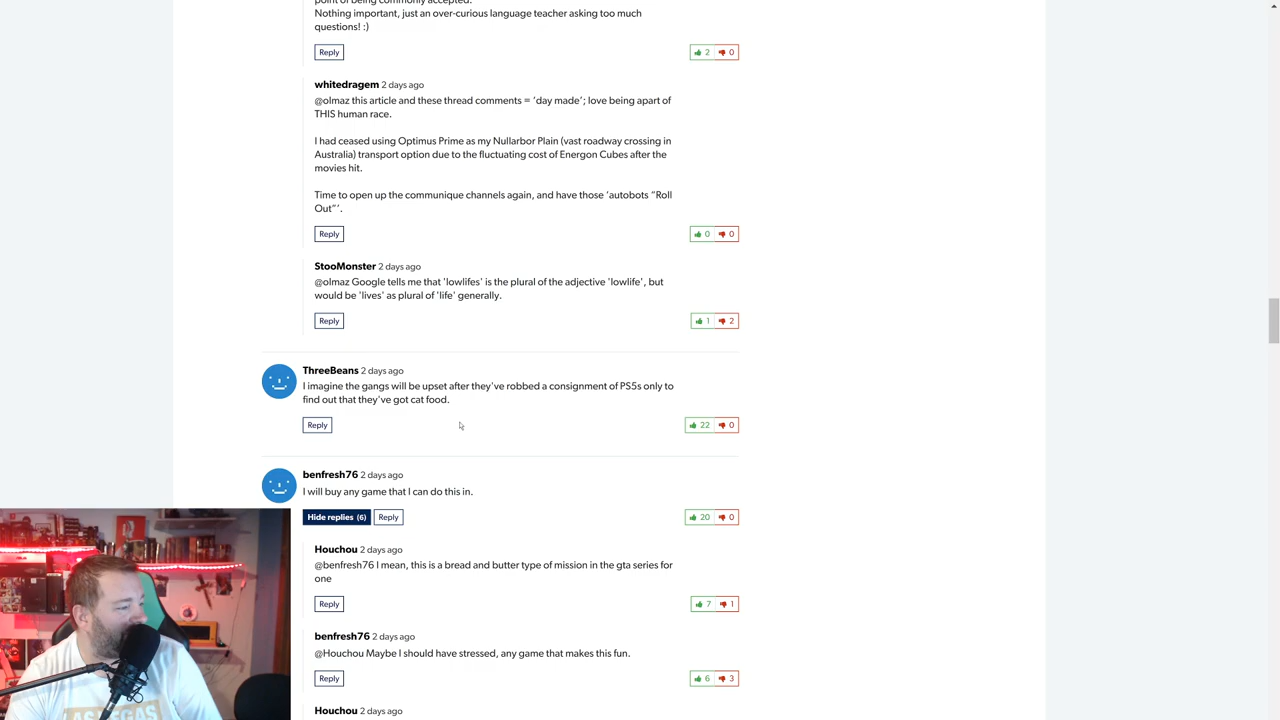 point of being commonly accepted.
Nothing important, just an over-curious language teacher asking too much
questions! :)
Reply
2
0
whitedragem 2 days ago
@olmaz this article and these thread comments = ‘day made’; love being apart of
THIS human race.
I had ceased using Optimus Prime as my Nullarbor Plain (vast roadway crossing in
Australia) transport option due to the fluctuating cost of Energon Cubes after the
movies hit.
Time to open up the communique channels again, and have those ‘autobots “Roll
Out”’.
Reply
0
0
StooMonster 2 days ago
@olmaz Google tells me that 'lowlifes' is the plural of the adjective 'lowlife', but
would be 'lives' as plural of 'life' generally.
Reply
1
2
ThreeBeans 2 days ago
I imagine the gangs will be upset after they've robbed a consignment of PS5s only to
find out that they've got cat food.
Reply
22
0
benfresh76 2 days ago
I will buy any game that I can do this in.
Hide replies (6)
Reply
20
0
Houchou 2 days ago
@benfresh76 I mean, this is a bread and butter type of mission in the gta series for
one
Reply
7
1
benfresh76 2 days ago
@Houchou Maybe I should have stressed, any game that makes this fun.
Reply
6
3
Houchou 2 days ago